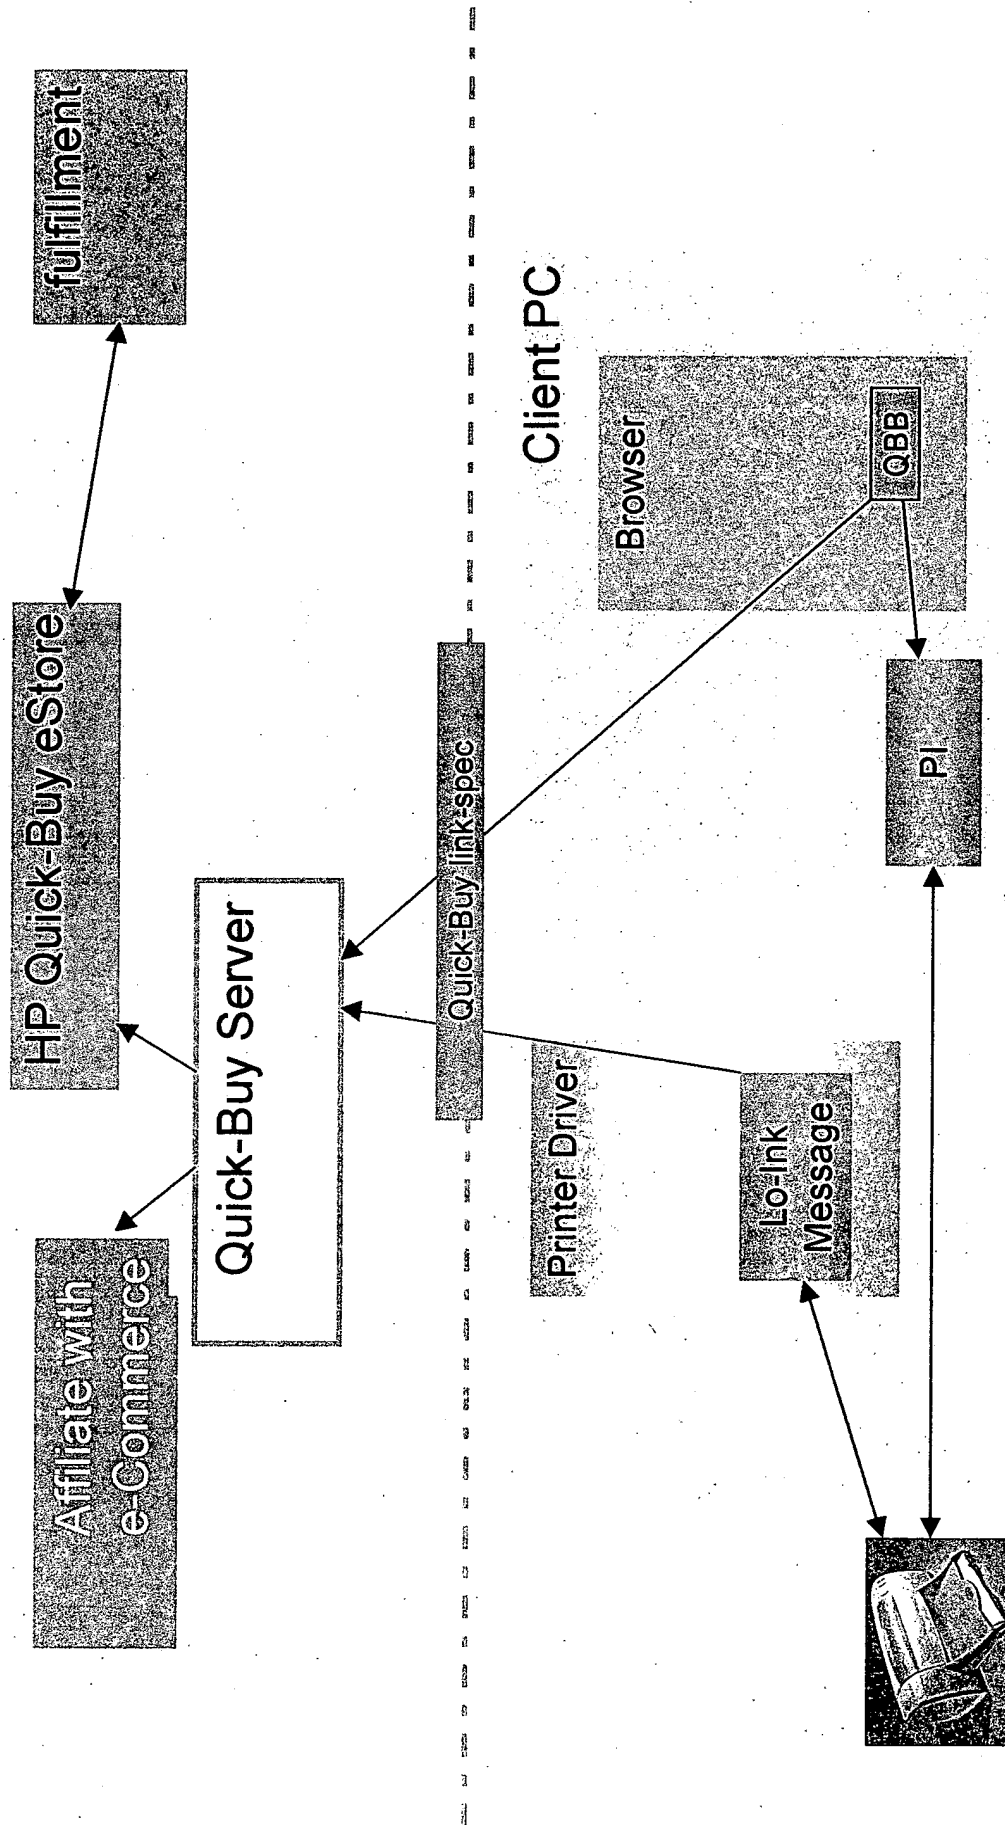 Affiliate with
e-Commerce
HP Quick-Buy eStore
fulfillment
Quick-Buy Server
Quick-Buy link-spec
Client PC
Printer Driver
Browser
Lo-Ink
Message
PI
QBB